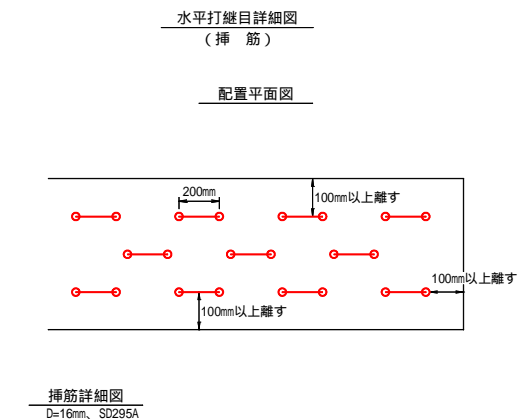 水平打継目詳細図
(挿 筋)
配置平面図
200mm
100mm以上離す
100mm以上離す
100mm以上離す
挿筋詳細図
D=16mm、SD295A